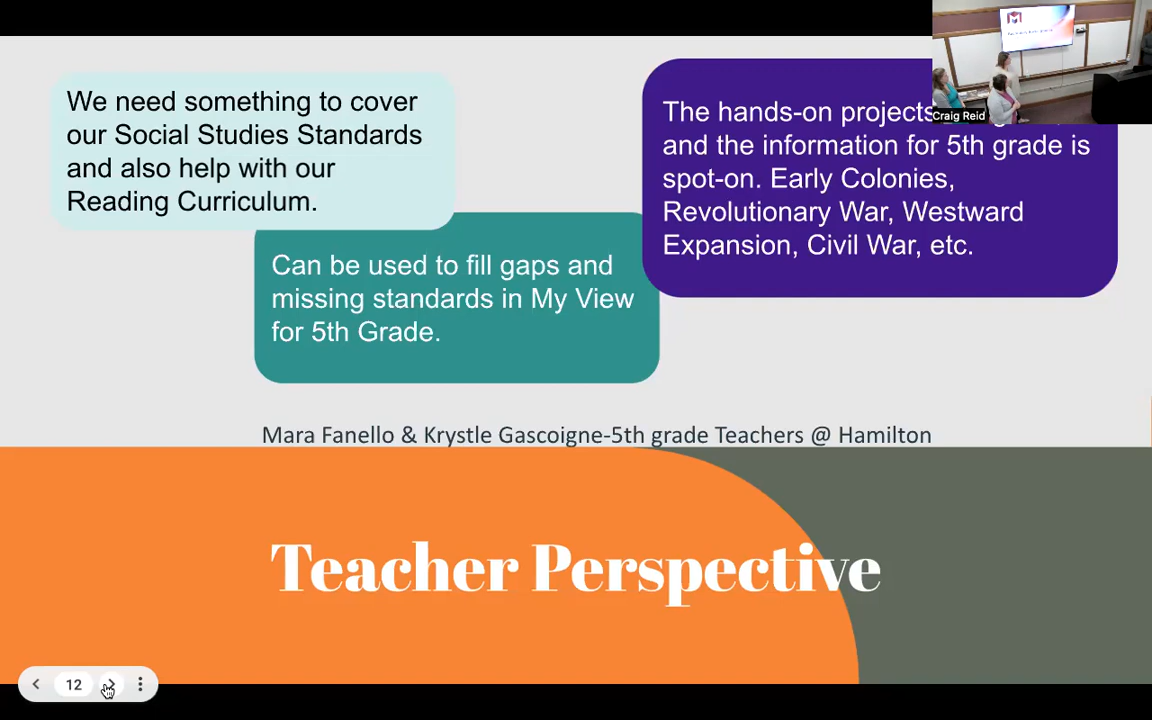 We need something to cover
our Social Studies Standards
and also help with our
Reading Curriculum.
The hands-on projects
and the information for 5th grade is
spot-on. Early Colonies,
Revolutionary War, Westward
Expansion, Civil War, etc.
Craig Reid
Can be used to fill gaps and
missing standards in My View
for 5th Grade.
Mara Fanello & Krystle Gascoigne-5th grade Teachers @ Hamilton
Teacher Perspective
12